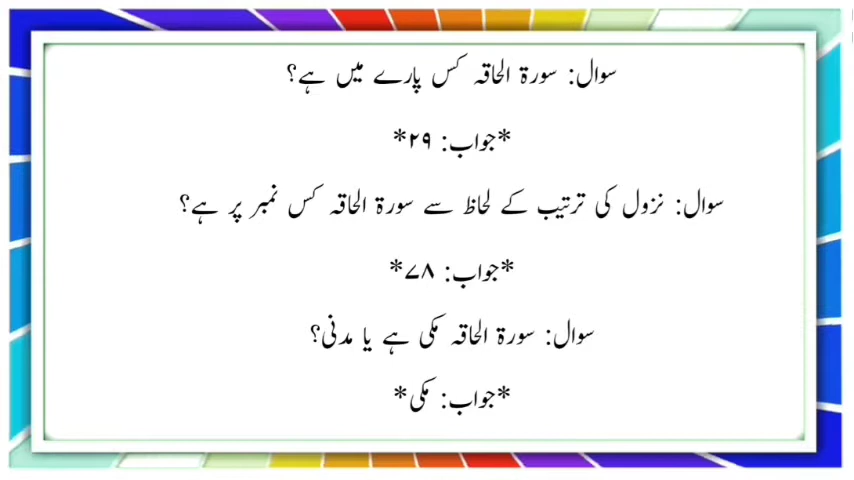 سوال: سورۃ الحاقہ کس پارے میں ہے؟
*جواب: ۲۹*
سوال: نزول کی ترتیب کے لحاظ سے سورۃ الحاقہ کس نمبر پر ہے؟
*جواب: ۷۸*
سوال: سورۃ الحاقہ مکی ہے یا مدنی؟
*جواب: مکی*